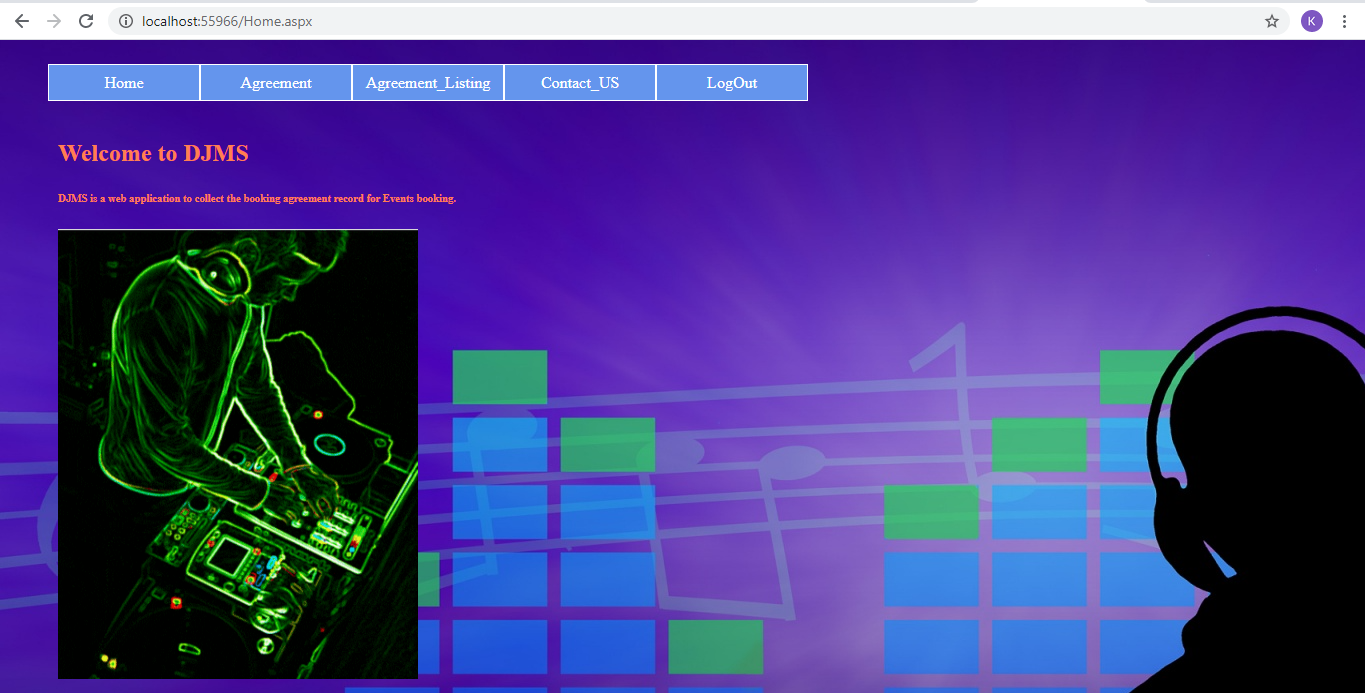 localhost:55966/Home.aspx
K
Home Agreement Agreement_Listing Contact_US LogOut
Welcome to DJMS
DJMS is a web application to collect the booking agreement record for Events booking.